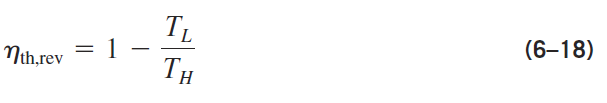 η_th,rev = 1 − T_L / T_H (6–18)